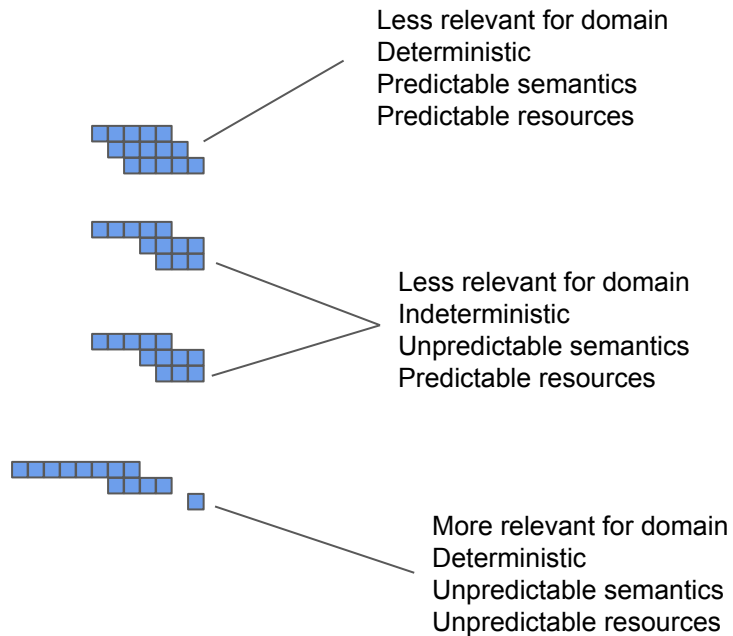 Less relevant for domain
Deterministic
Predictable semantics
Predictable resources
Less relevant for domain
Indeterministic
Unpredictable semantics
Predictable resources
More relevant for domain
Deterministic
Unpredictable semantics
Unpredictable resources